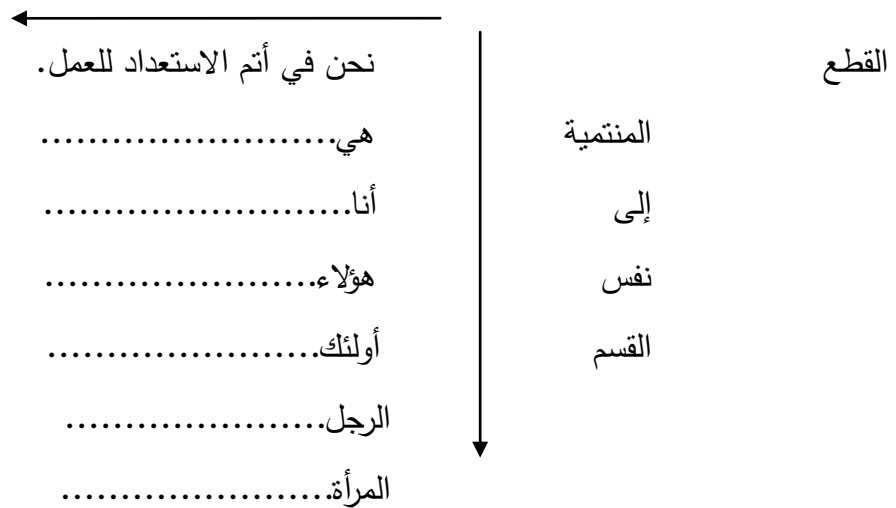 القطع نحن في أتم الاستعداد للعمل.
المنتمية هي........................
إلى أنا..........................
نفس هؤلاء......................
القسم أولئك......................
الرجل.....................
المرأة.......................